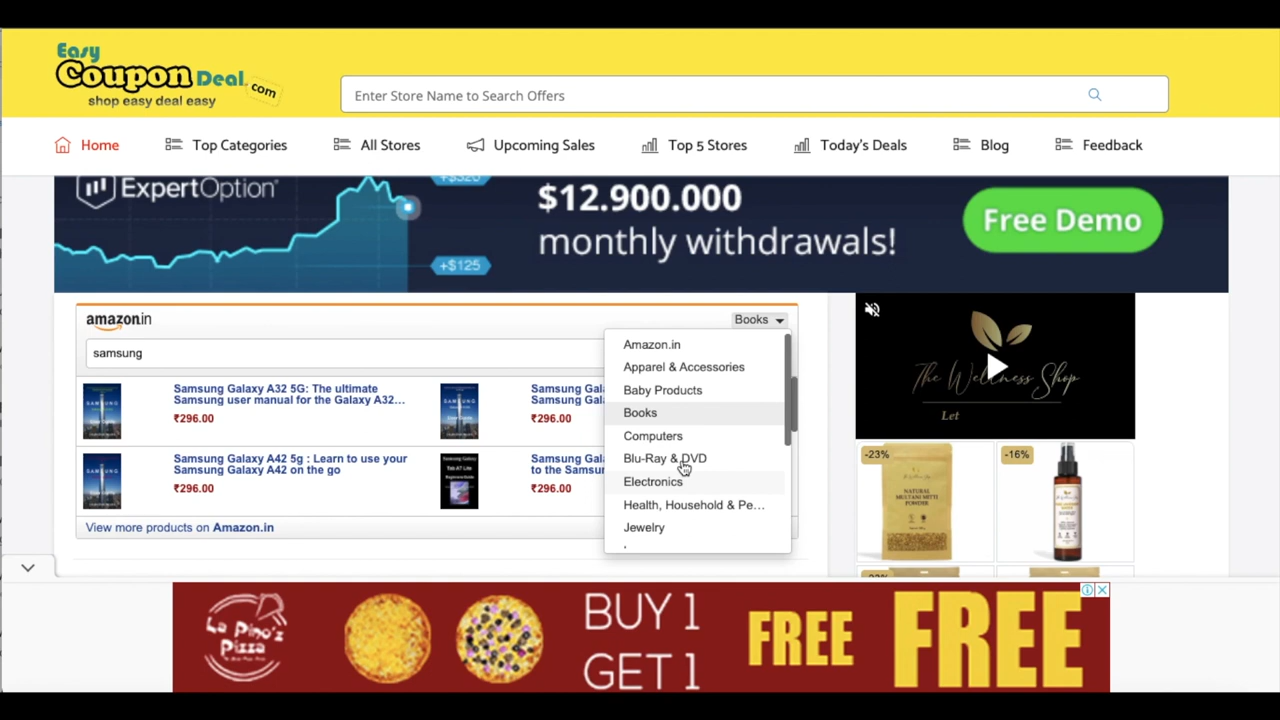 Easy
Coupon Deal.com
shop easy deal easy
Enter Store Name to Search Offers
Home
Top Categories
All Stores
Upcoming Sales
Top 5 Stores
Today's Deals
Blog
Feedback
ExpertOption
+$320
+$125
$12.900.000
monthly withdrawals!
Free Demo
amazon.in
Books
samsung
Samsung Galaxy A32 5G: The ultimate
Samsung user manual for the Galaxy A32...
₹296.00
Samsung Gal
₹296.00
Samsung Galaxy A42 5g : Learn to use your
Samsung Galaxy A42 on the go
₹296.00
Samsung Gal
to the Samsu
₹296.00
View more products on Amazon.in
Amazon.in
Apparel & Accessories
Baby Products
Books
Computers
Blu-Ray & DVD
Electronics
Health, Household & Pe...
Jewelry
The Wellness Shop
Let
-23%
NATURAL
MULTANI MITTI
POWDER
-16%
La Pino'z
Pizza
BUY 1
GET 1
FREE
FREE